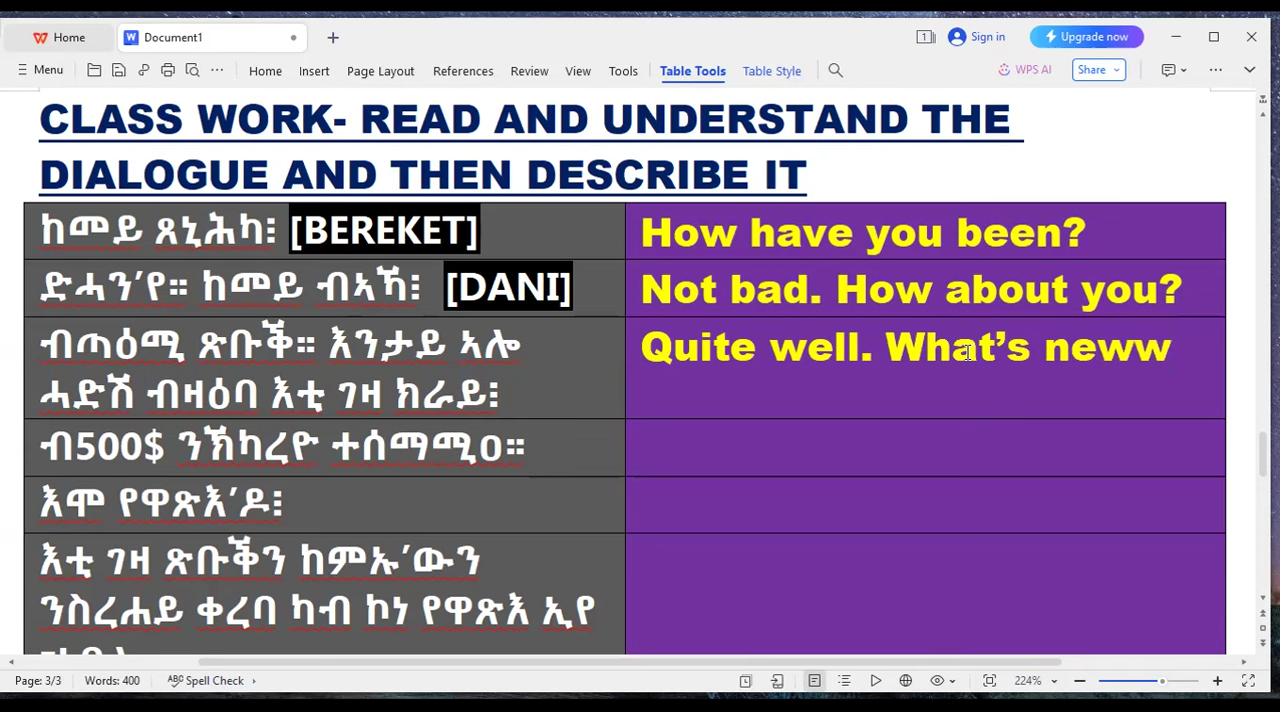 Home
Document1
Sign in
Upgrade now
Menu
Home Insert Page Layout References Review View Tools Table Tools Table Style
WPS AI
Share
CLASS WORK- READ AND UNDERSTAND THE
DIALOGUE AND THEN DESCRIBE IT
ከመይ ጸኒሕካ፧ [BEREKET]
How have you been?
ድሓን’የ። ከመይ ብኣኻ፧ [DANI]
Not bad. How about you?
ብጣዕሚ ጽቡቕ። እንታይ ኣሎ
ሓድሽ ብዛዕባ እቲ ገዛ ክራይ፧
Quite well. What’s neww
ብ500$ ንኽካረዮ ተሰማሚዐ።
እሞ የዋጽእ’ዶ፧
እቲ ገዛ ጽቡቕን ከምኡ’ውን
ንስረሐይ ቀረባ ካብ ኮነ የዋጽእ ኢየ
Page: 3/3 Words: 400 Spell Check
224%